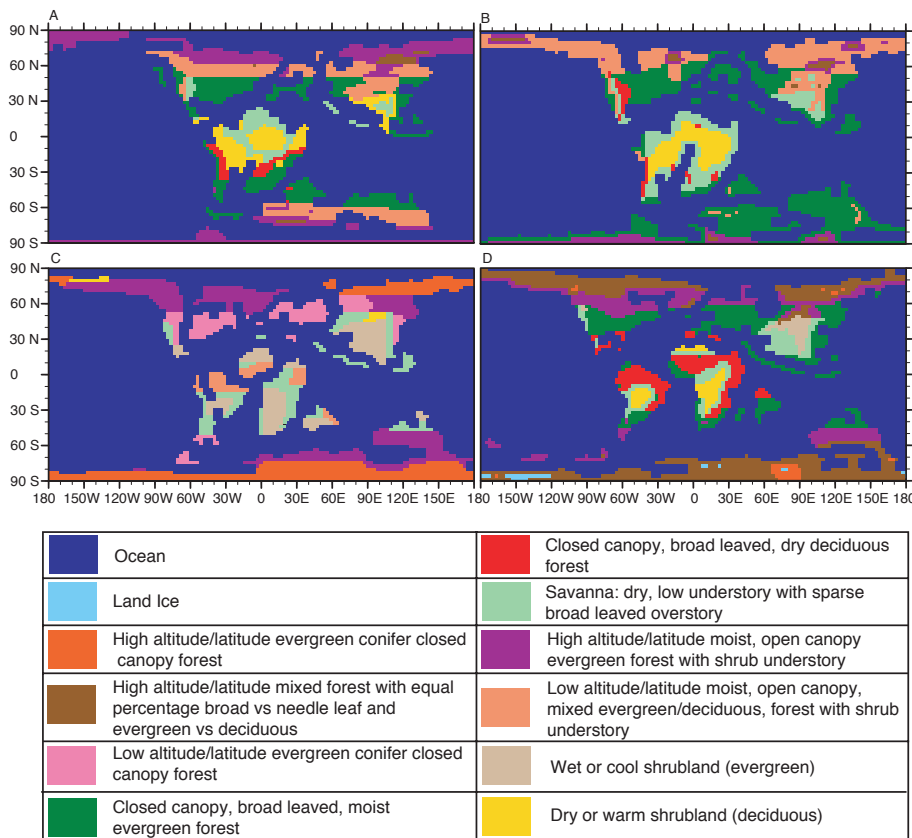 A
B
90 N
60 N
30 N
0
30 S
60 S
90 S
C
D
90 N
60 N
30 N
0
30 S
60 S
90 S
180 150W 120W 90W 60W 30W 0 30E 60E 90E 120E 150E 180
180 150W 120W 90W 60W 30W 0 30E 60E 90E 120E 150E 180
Ocean
Closed canopy, broad leaved, dry deciduous
forest
Land Ice
Savanna: dry, low understory with sparse
broad leaved overstory
High altitude/latitude evergreen conifer closed
canopy forest
High altitude/latitude moist, open canopy
evergreen forest with shrub understory
High altitude/latitude mixed forest with equal
percentage broad vs needle leaf and
evergreen vs deciduous
Low altitude/latitude moist, open canopy,
mixed evergreen/deciduous, forest with shrub
understory
Low altitude/latitude evergreen conifer closed
canopy forest
Wet or cool shrubland (evergreen)
Closed canopy, broad leaved, moist
evergreen forest
Dry or warm shrubland (deciduous)